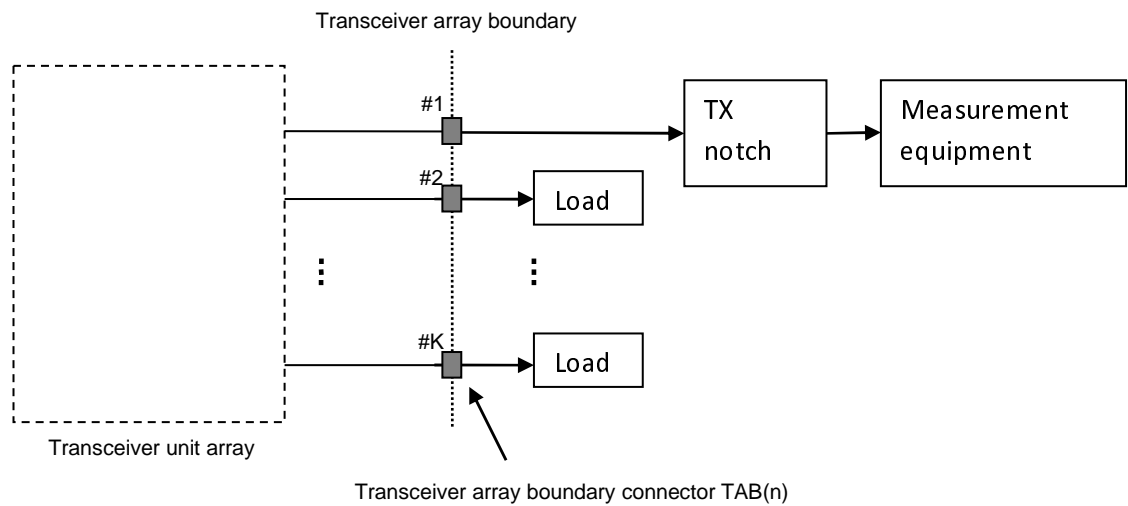 Transceiver array boundary
#1
TX
notch
Measurement
equipment
#2
Load
#K
Load
Transceiver unit array
Transceiver array boundary connector TAB(n)